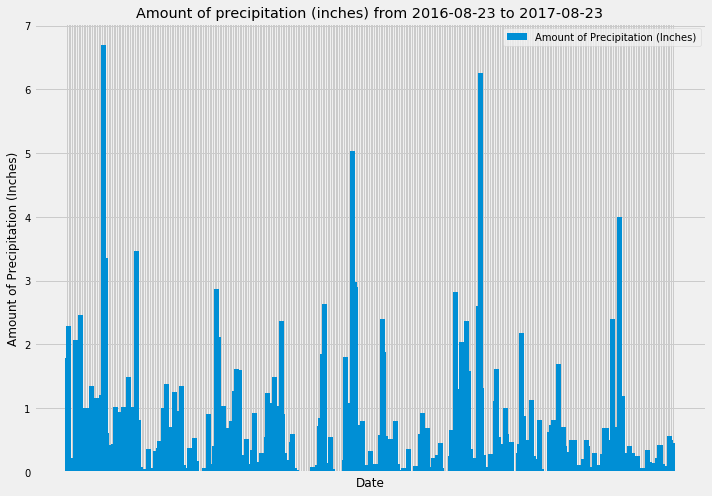 Amount of precipitation (inches) from 2016-08-23 to 2017-08-23
Amount of Precipitation (Inches)
7
6
5
4
3
2
1
0
Amount of Precipitation (Inches)
Date